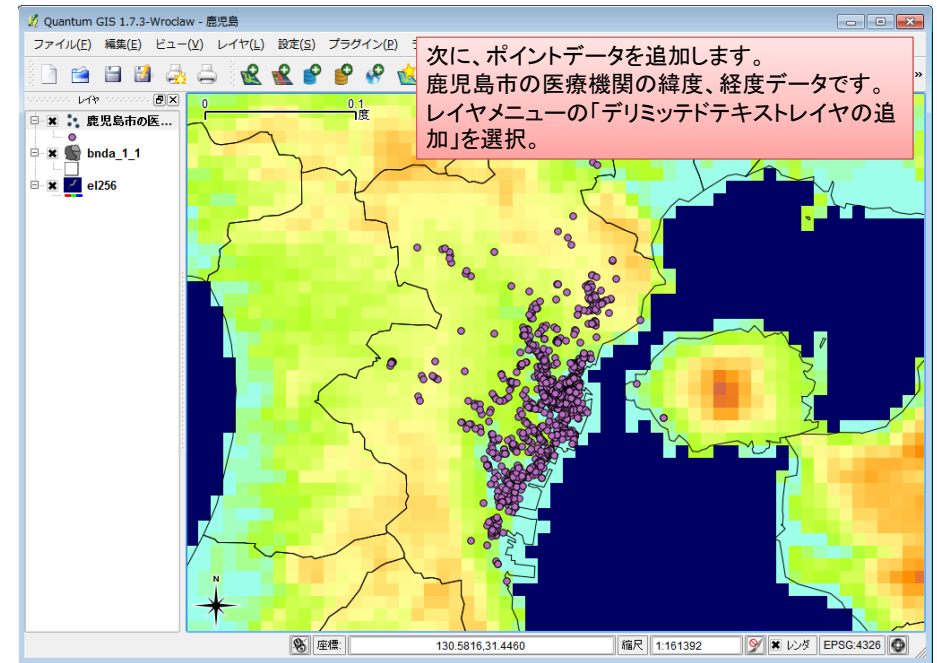 Quantum GIS 1.7.3-Wroclaw - 鹿児島
ファイル(F) 編集(E) ビュー(V) レイヤ(L) 設定(S) プラグイン(P)
次に、ポイントデータを追加します。
鹿児島市の医療機関の緯度、経度データです。
レイヤメニューの「デリミッテドテキストレイヤの追
加」を選択。
»
レイヤ
鹿児島市の医...
bnda_1_1
el256
0 0.1
度
N
座標: 130.5816,31.4460 縮尺 1:161392 レンダ EPSG:4326